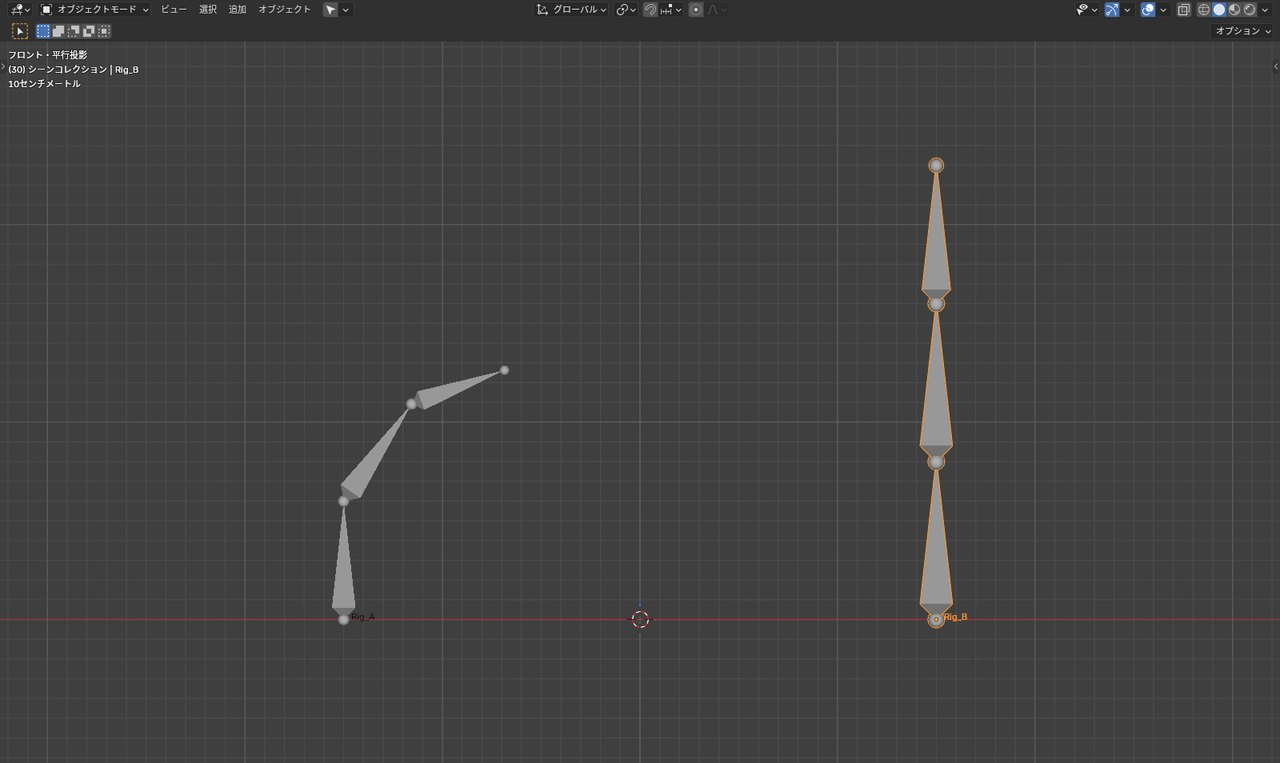 オブジェクトモード ビュー 選択 追加 オブジェクト グローバル
オプション
フロント・平行投影
(30) シーンコレクション | Rig_B
10センチメートル
Rig_A
Rig_B